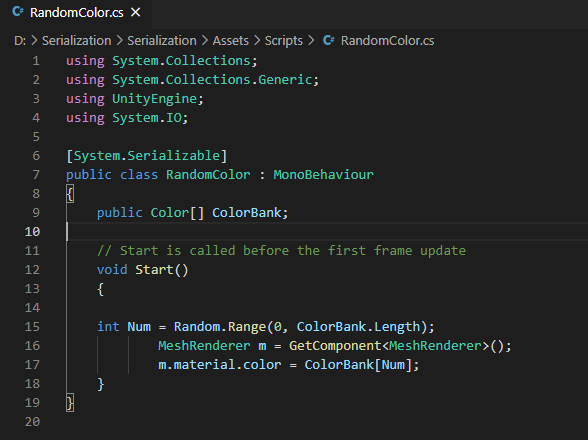 C# RandomColor.cs ×
D: > Serialization > Serialization > Assets > Scripts > C# RandomColor.cs
1 using System.Collections;
2 using System.Collections.Generic;
3 using UnityEngine;
4 using System.IO;
5
6 [System.Serializable]
7 public class RandomColor : MonoBehaviour
8 {
9     public Color[] ColorBank;
10
11     // Start is called before the first frame update
12     void Start()
13     {
14
15     int Num = Random.Range(0, ColorBank.Length);
16             MeshRenderer m = GetComponent<MeshRenderer>();
17             m.material.color = ColorBank[Num];
18     }
19 }
20